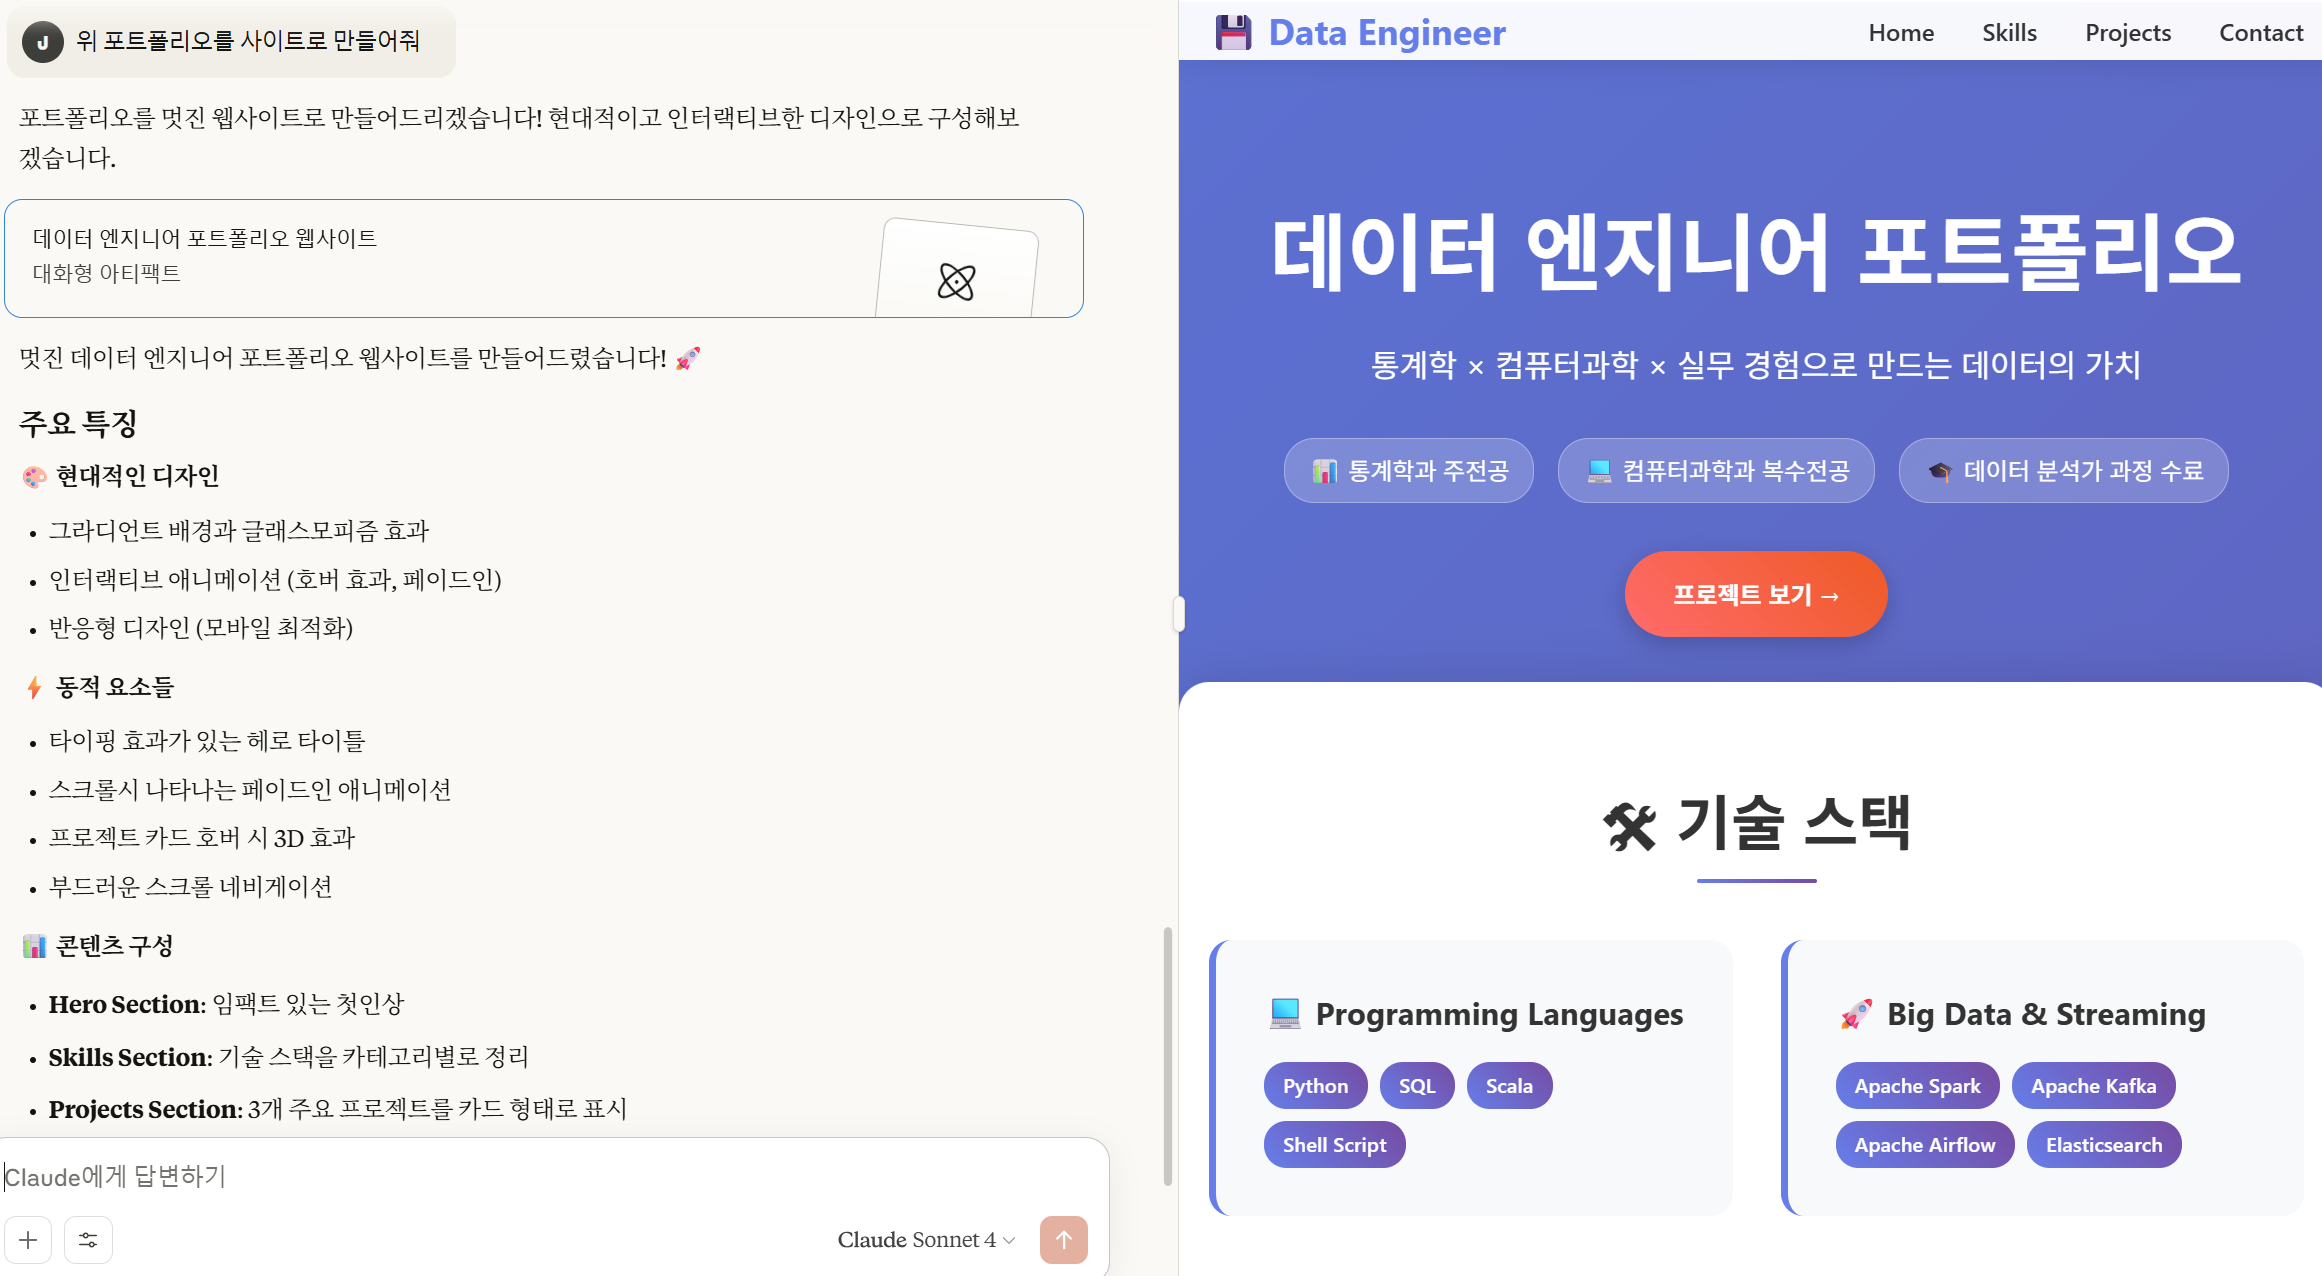 J 위 포트폴리오를 사이트로 만들어줘
포트폴리오를 멋진 웹사이트로 만들어드리겠습니다! 현대적이고 인터랙티브한 디자인으로 구성해보
겠습니다.
데이터 엔지니어 포트폴리오 웹사이트
대화형 아티팩트
멋진 데이터 엔지니어 포트폴리오 웹사이트를 만들어드렸습니다! 🚀
주요 특징
🎨 현대적인 디자인
• 그라디언트 배경과 글래스모피즘 효과
• 인터랙티브 애니메이션 (호버 효과, 페이드인)
• 반응형 디자인 (모바일 최적화)
⚡ 동적 요소들
• 타이핑 효과가 있는 헤로 타이틀
• 스크롤시 나타나는 페이드인 애니메이션
• 프로젝트 카드 호버 시 3D 효과
• 부드러운 스크롤 네비게이션
📊 콘텐츠 구성
• Hero Section: 임팩트 있는 첫인상
• Skills Section: 기술 스택을 카테고리별로 정리
• Projects Section: 3개 주요 프로젝트를 카드 형태로 표시
Claude에게 답변하기
Claude Sonnet 4
💾 Data Engineer
Home Skills Projects Contact
데이터 엔지니어 포트폴리오
통계학 × 컴퓨터과학 × 실무 경험으로 만드는 데이터의 가치
📊 통계학과 주전공
💻 컴퓨터과학과 복수전공
🎓 데이터 분석가 과정 수료
프로젝트 보기 →
🛠 기술 스택
💻 Programming Languages
Python SQL Scala
Shell Script
🚀 Big Data & Streaming
Apache Spark Apache Kafka
Apache Airflow Elasticsearch